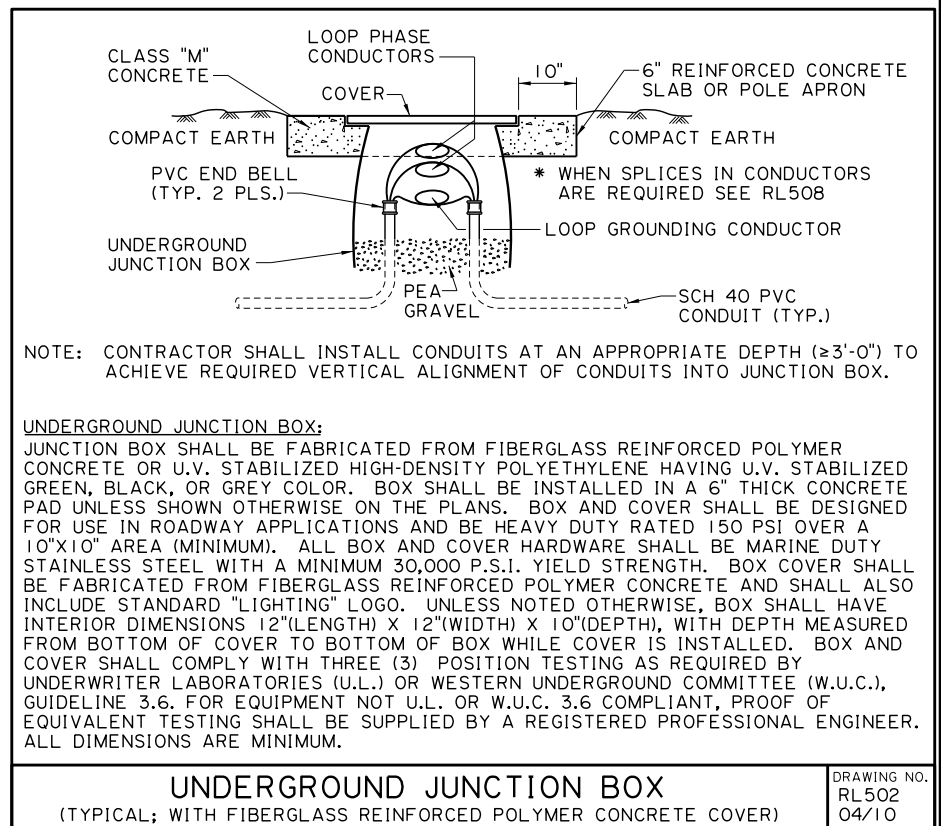 LOOP PHASE
CONDUCTORS
CLASS "M"
CONCRETE
COVER
10"
6" REINFORCED CONCRETE
SLAB OR POLE APRON
COMPACT EARTH
COMPACT EARTH
PVC END BELL
(TYP. 2 PLS.)
* WHEN SPLICES IN CONDUCTORS
ARE REQUIRED SEE RL508
LOOP GROUNDING CONDUCTOR
UNDERGROUND
JUNCTION BOX
PEA
GRAVEL
SCH 40 PVC
CONDUIT (TYP.)
NOTE: CONTRACTOR SHALL INSTALL CONDUITS AT AN APPROPRIATE DEPTH (≥3'-0") TO
ACHIEVE REQUIRED VERTICAL ALIGNMENT OF CONDUITS INTO JUNCTION BOX.
UNDERGROUND JUNCTION BOX:
JUNCTION BOX SHALL BE FABRICATED FROM FIBERGLASS REINFORCED POLYMER
CONCRETE OR U.V. STABILIZED HIGH-DENSITY POLYETHYLENE HAVING U.V. STABILIZED
GREEN, BLACK, OR GREY COLOR. BOX SHALL BE INSTALLED IN A 6" THICK CONCRETE
PAD UNLESS SHOWN OTHERWISE ON THE PLANS. BOX AND COVER SHALL BE DESIGNED
FOR USE IN ROADWAY APPLICATIONS AND BE HEAVY DUTY RATED 150 PSI OVER A
10"X10" AREA (MINIMUM). ALL BOX AND COVER HARDWARE SHALL BE MARINE DUTY
STAINLESS STEEL WITH A MINIMUM 30,000 P.S.I. YIELD STRENGTH. BOX COVER SHALL
BE FABRICATED FROM FIBERGLASS REINFORCED POLYMER CONCRETE AND SHALL ALSO
INCLUDE STANDARD "LIGHTING" LOGO. UNLESS NOTED OTHERWISE, BOX SHALL HAVE
INTERIOR DIMENSIONS 12"(LENGTH) X 12"(WIDTH) X 10"(DEPTH), WITH DEPTH MEASURED
FROM BOTTOM OF COVER TO BOTTOM OF BOX WHILE COVER IS INSTALLED. BOX AND
COVER SHALL COMPLY WITH THREE (3) POSITION TESTING AS REQUIRED BY
UNDERWRITER LABORATORIES (U.L.) OR WESTERN UNDERGROUND COMMITTEE (W.U.C.),
GUIDELINE 3.6. FOR EQUIPMENT NOT U.L. OR W.U.C. 3.6 COMPLIANT, PROOF OF
EQUIVALENT TESTING SHALL BE SUPPLIED BY A REGISTERED PROFESSIONAL ENGINEER.
ALL DIMENSIONS ARE MINIMUM.
UNDERGROUND JUNCTION BOX
(TYPICAL; WITH FIBERGLASS REINFORCED POLYMER CONCRETE COVER)
DRAWING NO.
RL502
04/10